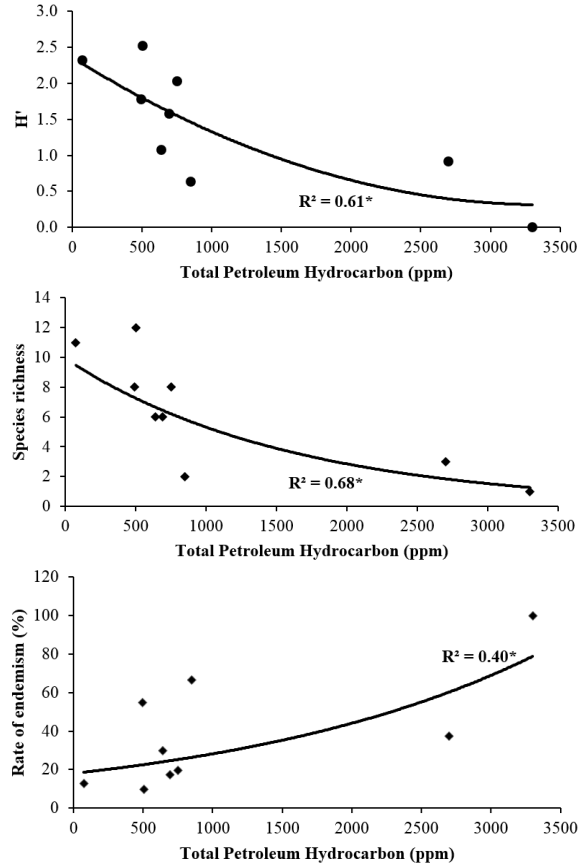 3.0
2.5
2.0
1.5
1.0
0.5
0.0
H'
R² = 0.61*
0 500 1000 1500 2000 2500 3000 3500
Total Petroleum Hydrocarbon (ppm)
14
12
10
8
6
4
2
0
Species richness
R² = 0.68*
0 500 1000 1500 2000 2500 3000 3500
Total Petroleum Hydrocarbon (ppm)
120
100
80
60
40
20
0
Rate of endemism (%)
R² = 0.40*
0 500 1000 1500 2000 2500 3000 3500
Total Petroleum Hydrocarbon (ppm)